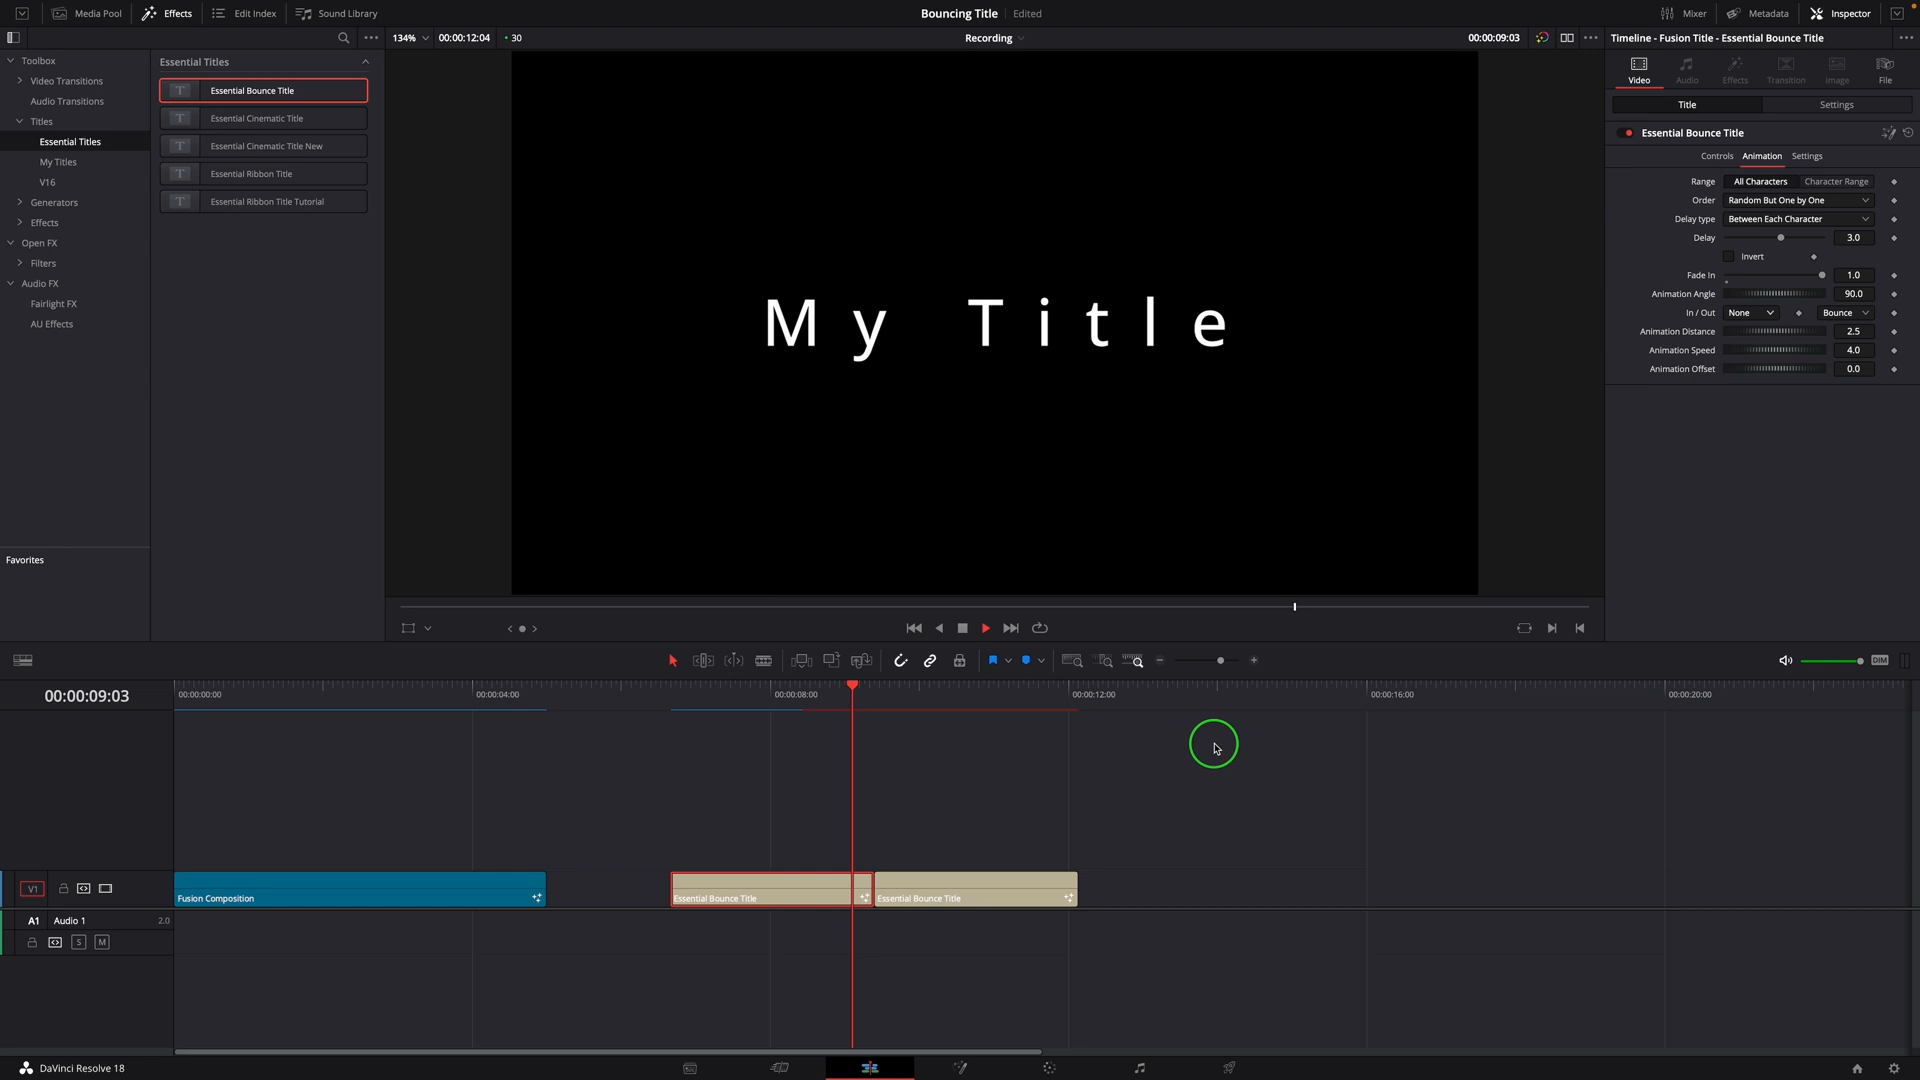 Media Pool Effects Edit Index Sound Library Bouncing Title Edited Mixer Metadata Inspector
134% 00:00:12:04 30 Recording 00:00:09:03 Timeline - Fusion Title - Essential Bounce Title
Toolbox
Video Transitions
Audio Transitions
Titles
Essential Titles
My Titles
V16
Generators
Effects
Open FX
Filters
Audio FX
Fairlight FX
AU Effects
Favorites
Essential Titles
T Essential Bounce Title
T Essential Cinematic Title
T Essential Cinematic Title New
T Essential Ribbon Title
T Essential Ribbon Title Tutorial
My Title
Video Audio Effects Transition Image File
Title Settings
Essential Bounce Title
Controls Animation Settings
Range All Characters Character Range
Order Random But One by One
Delay type Between Each Character
Delay 3.0
Invert
Fade In 1.0
Animation Angle 90.0
In / Out None Bounce
Animation Distance 2.5
Animation Speed 4.0
Animation Offset 0.0
DIM
00:00:09:03 00:00:00:00 00:00:04:00 00:00:08:00 00:00:12:00 00:00:16:00 00:00:20:00
V1 Fusion Composition Essential Bounce Title Essential Bounce Title
A1 Audio 1 2.0
S M
DaVinci Resolve 18